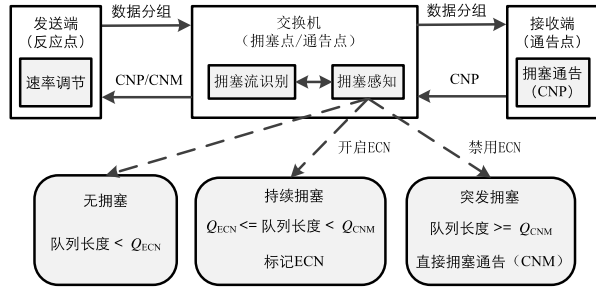 发送端
（反应点）
速率调节
数据分组
CNP/CNM
交换机
（拥塞点/通告点）
拥塞流识别
拥塞感知
数据分组
CNP
接收端
（通告点）
拥塞通告
（CNP）
开启ECN
禁用ECN
无拥塞
队列长度 < QECN
持续拥塞
QECN <= 队列长度 < QCNM
标记ECN
突发拥塞
队列长度 >= QCNM
直接拥塞通告（CNM）